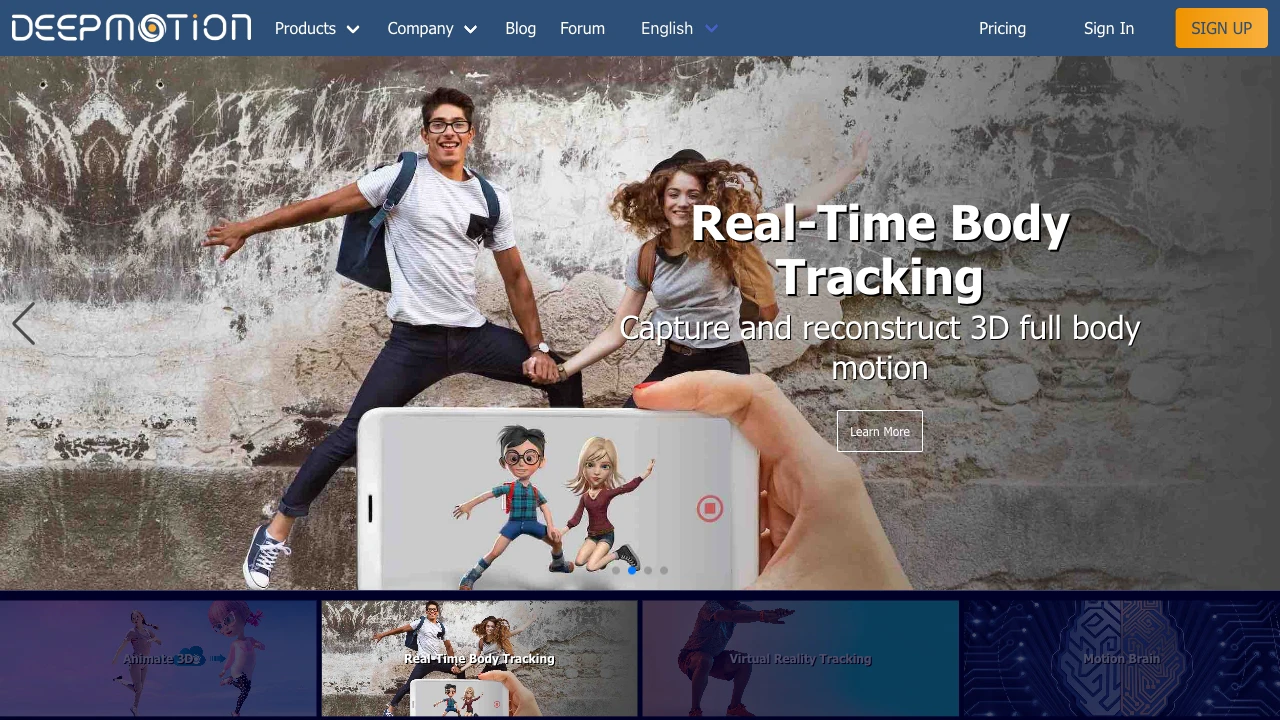 DEEPMOTION
Products
Company
Blog
Forum
English
Pricing
Sign In
SIGN UP
Real-Time Body
Tracking
Capture and reconstruct 3D full body
motion
Learn More
Animate 3D
Real-Time Body Tracking
Virtual Reality Tracking
Motion Brain